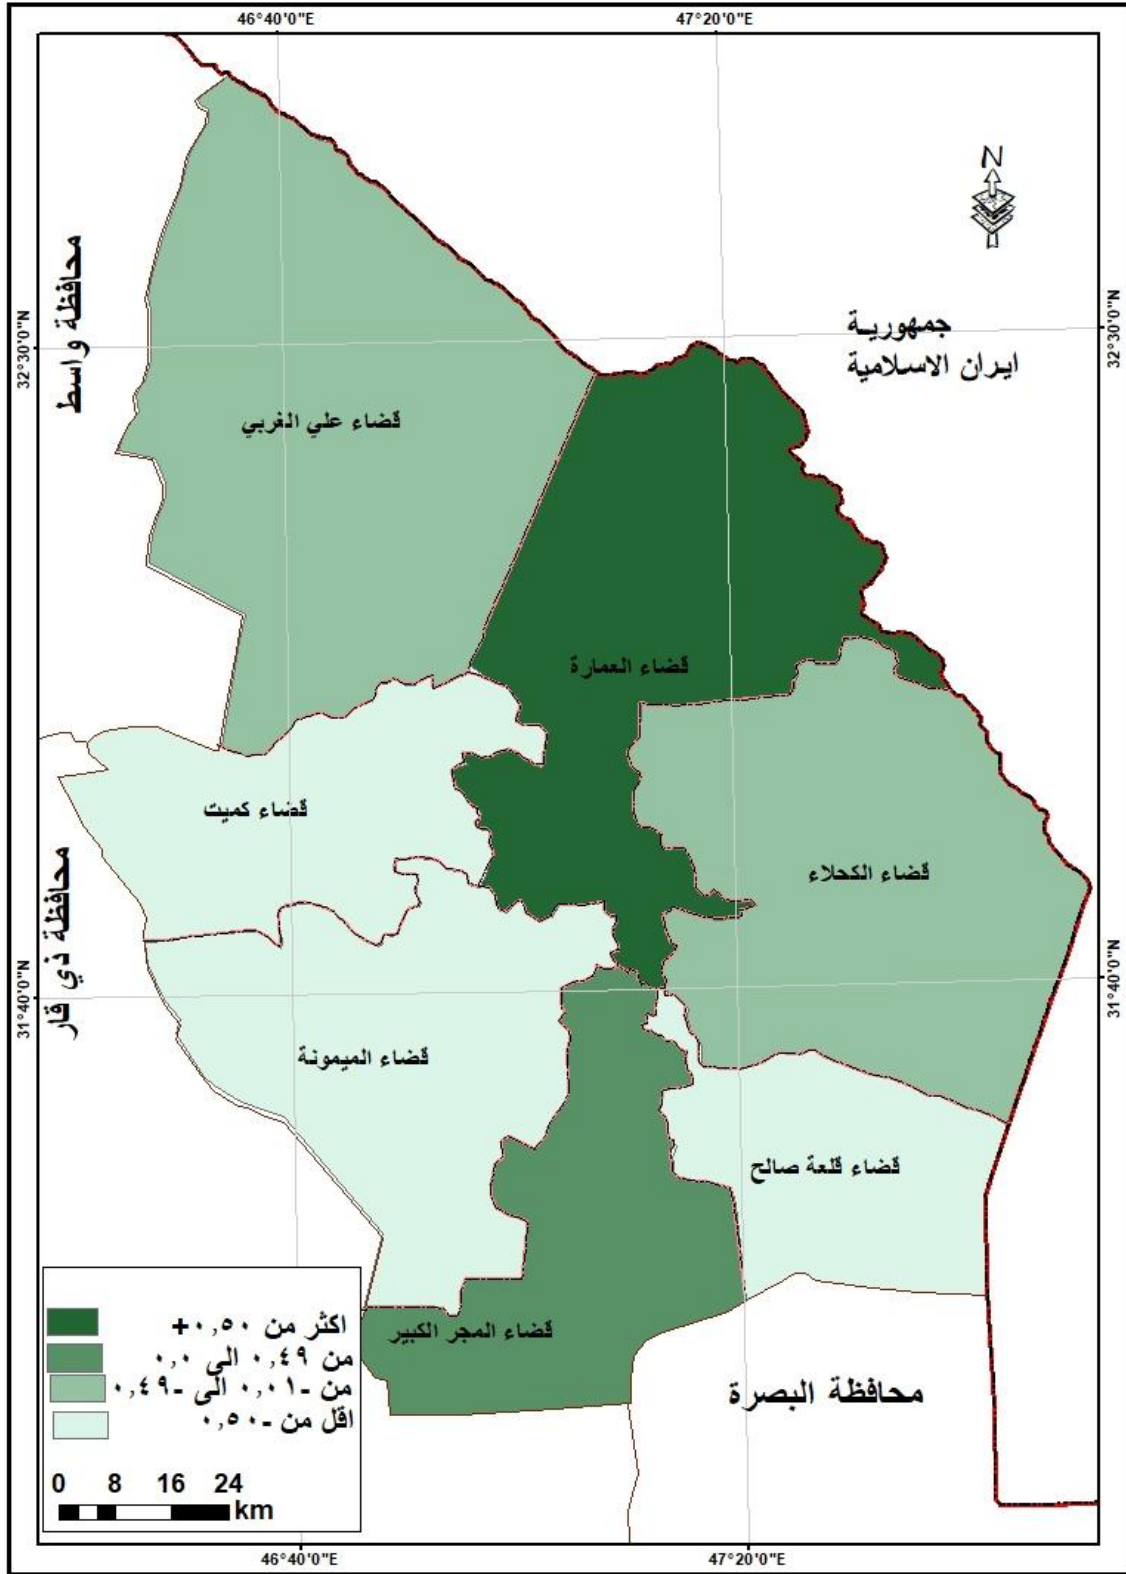 46°40'0"E
47°20'0"E
N
محافظة واسط
32°30'0"N
32°30'0"N
جمهورية
ايران الاسلامية
قضاء علي الغربي
قضاء العمارة
قضاء كميت
قضاء الكحلاء
محافظة ذي قار
31°40'0"N
31°40'0"N
قضاء الميمونة
قضاء قلعة صالح
قضاء المجر الكبير
محافظة البصرة
اكثر من ٠,٥٠+
من ٠,٤٩ الى ٠,٠
من -٠,٠١ الى -٠,٤٩
اقل من -٠,٥٠
0 8 16 24
km
46°40'0"E
47°20'0"E